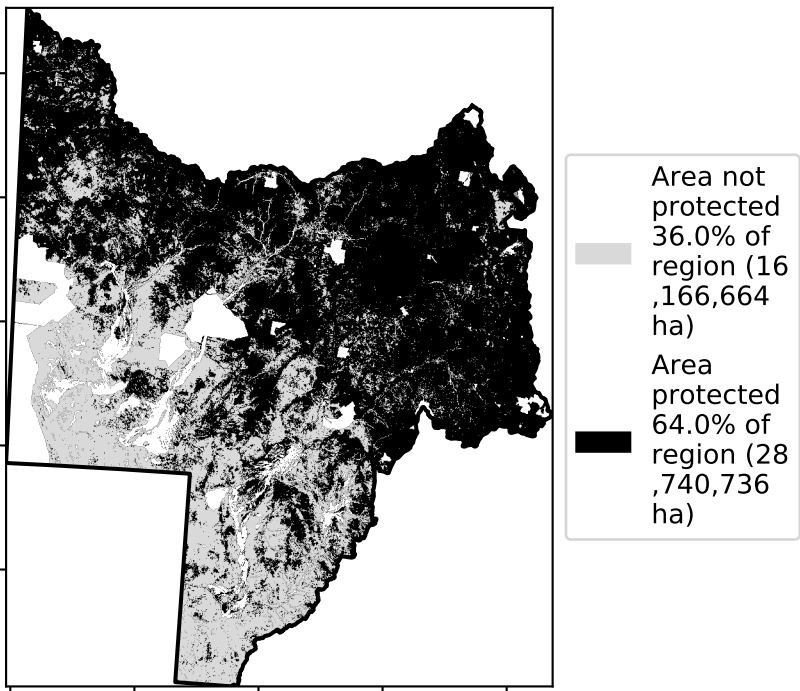 Area not
protected
36.0% of
region (16
,166,664
ha)
Area
protected
64.0% of
region (28
,740,736
ha)